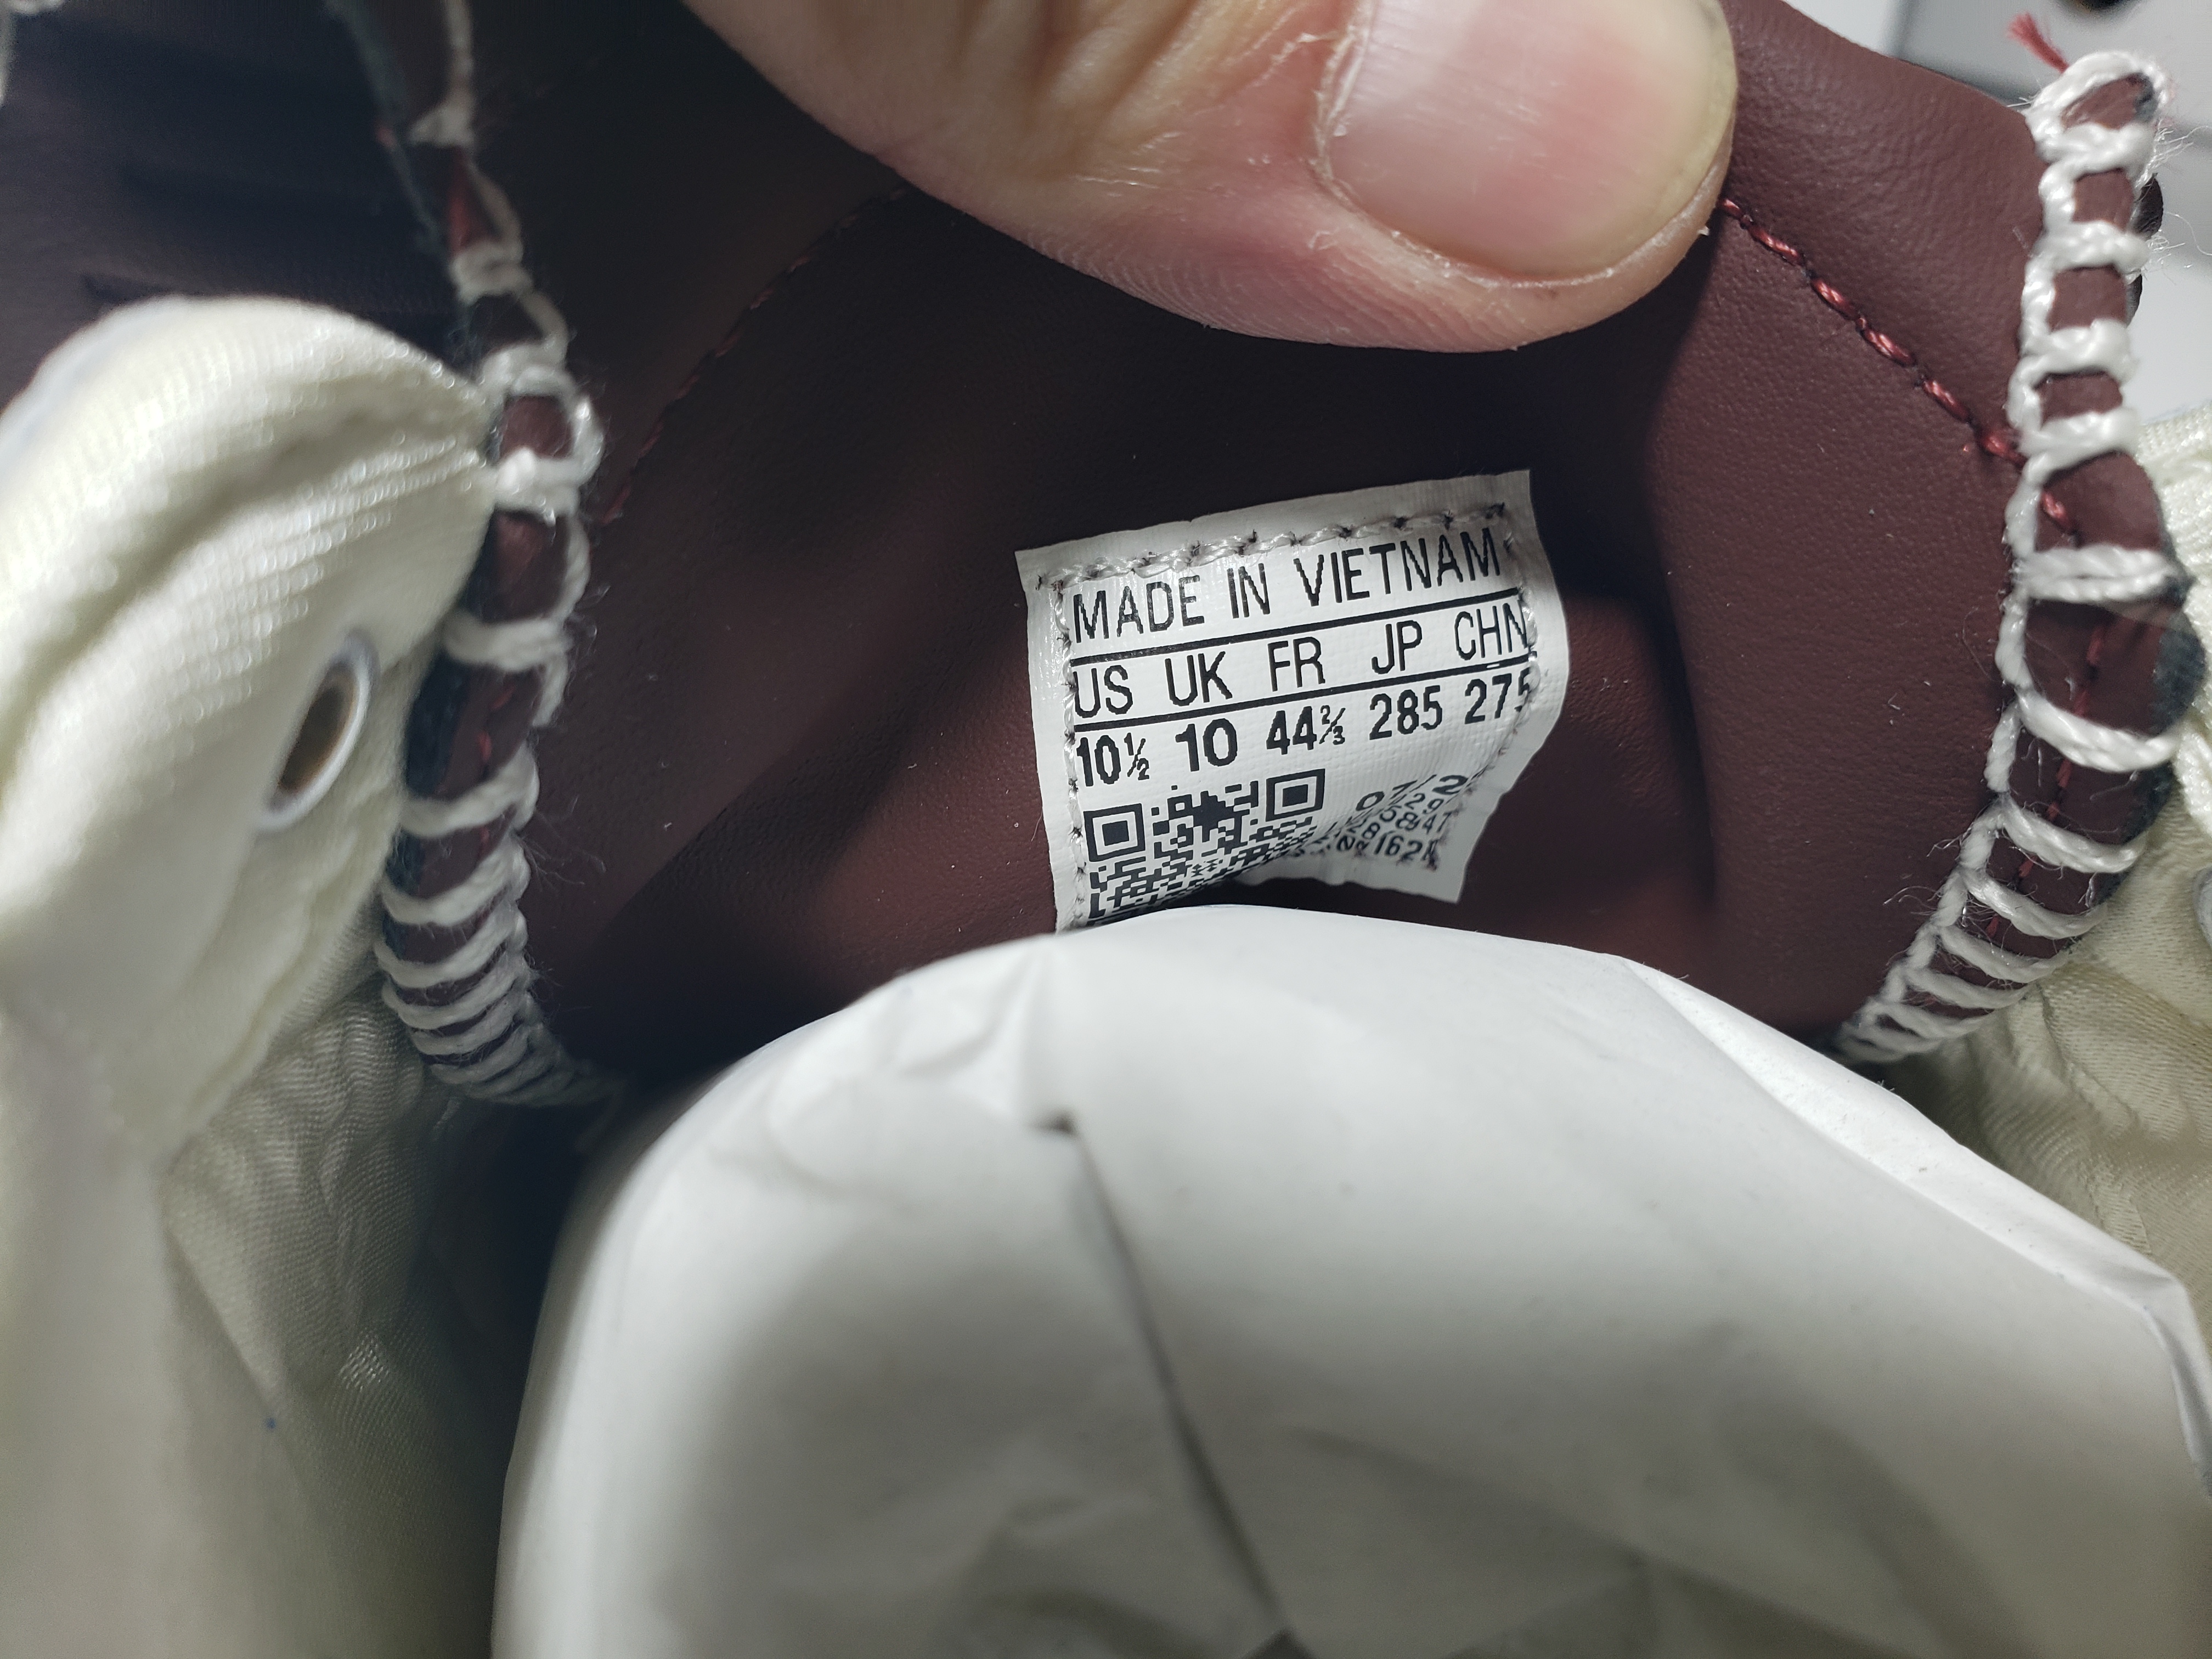 MADE IN VIETNAM
US UK FR JP CHN
10½ 10 44⅔ 285 275